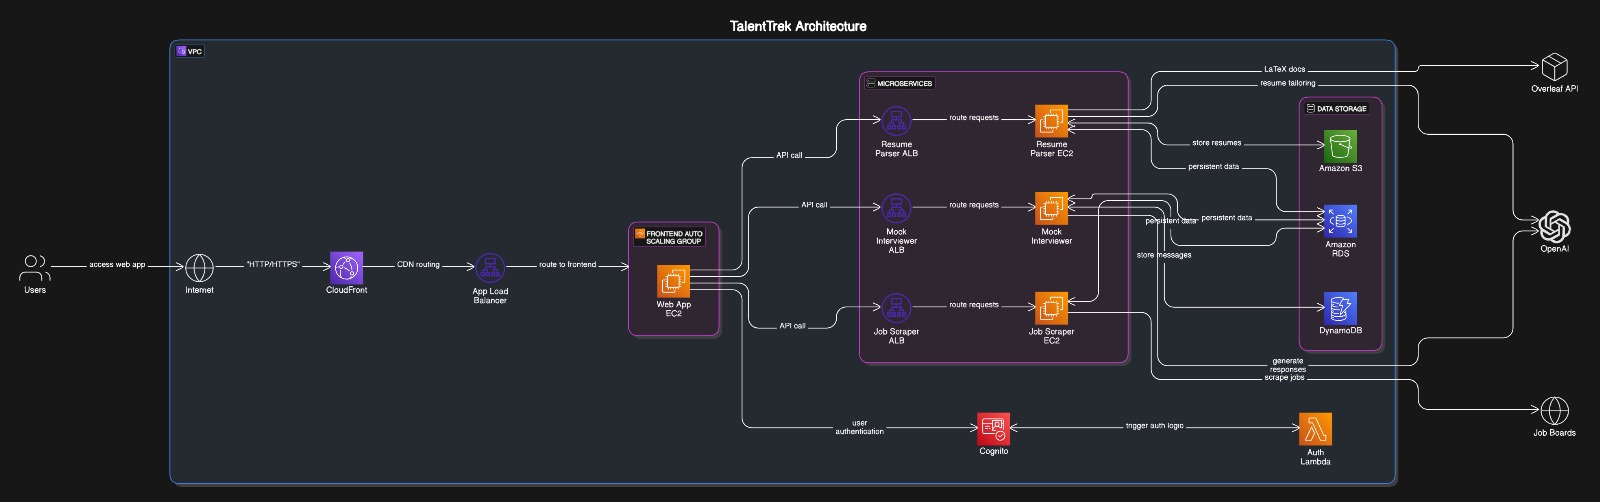 TalentTrek Architecture
VPC
Users
access web app
Internet
"HTTP/HTTPS"
CloudFront
CDN routing
App Load
Balancer
route to frontend
FRONTEND AUTO
SCALING GROUP
Web App
EC2
API call
API call
API call
user
authentication
MICROSERVICES
Resume
Parser ALB
route requests
Resume
Parser EC2
Mock
Interviewer
ALB
route requests
Mock
Interviewer
Job Scraper
ALB
route requests
Job Scraper
EC2
LaTeX docs
resume tailoring
store resumes
persistent data
persistent data
persistent data
store messages
generate
responses
scrape jobs
DATA STORAGE
Amazon S3
Amazon
RDS
DynamoDB
Cognito
trigger auth logic
Auth
Lambda
Overleaf API
OpenAI
Job Boards